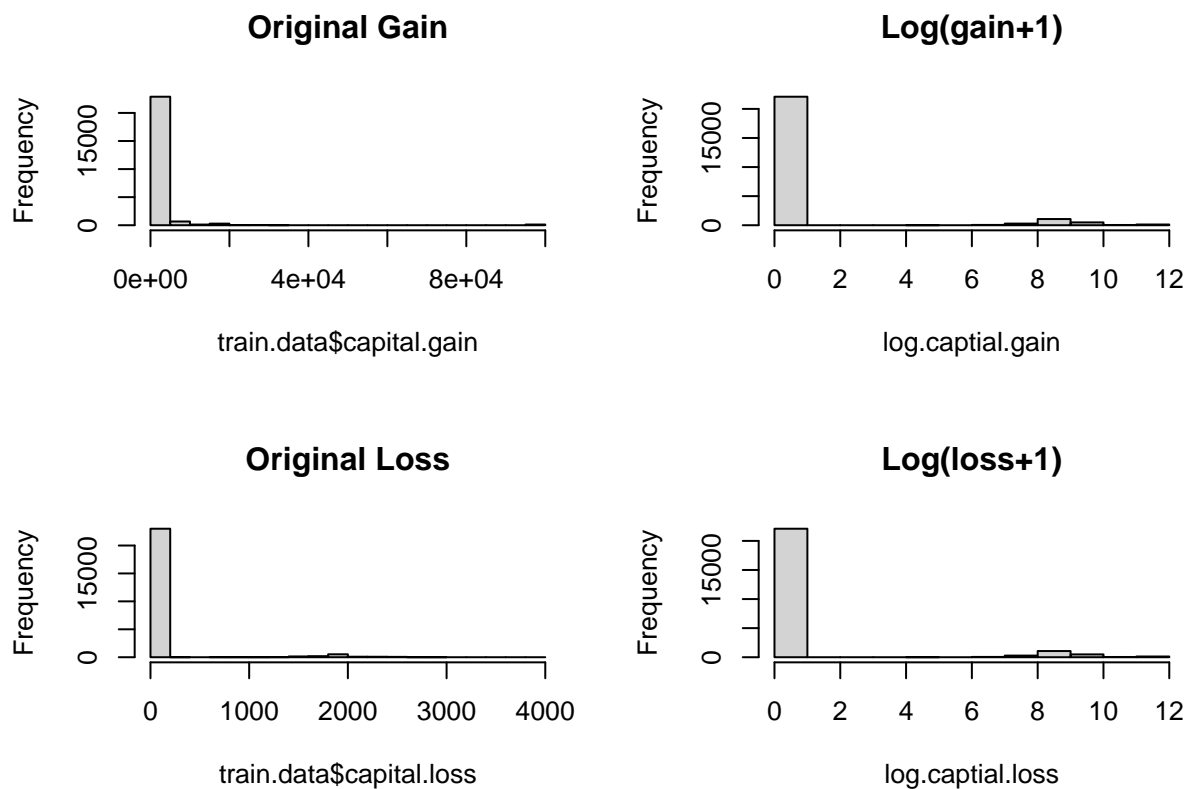 Original Gain
Frequency
0 15000
0e+00 4e+04 8e+04
train.data$capital.gain
Log(gain+1)
Frequency
0 15000
0 2 4 6 8 10 12
log.captial.gain
Original Loss
Frequency
0 15000
0 1000 2000 3000 4000
train.data$capital.loss
Log(loss+1)
Frequency
0 15000
0 2 4 6 8 10 12
log.captial.loss